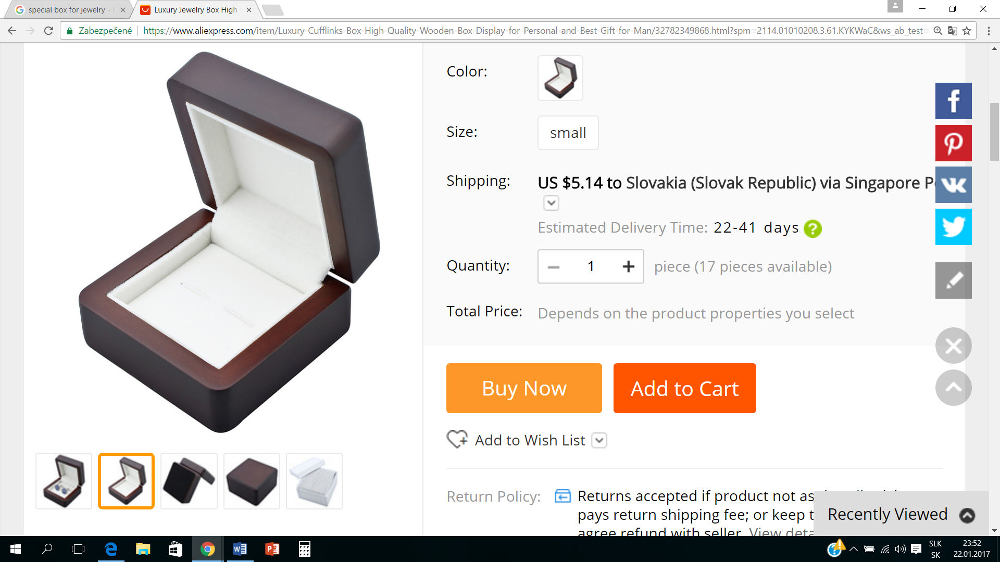 special box for jewelry -
Luxury Jewelry Box High
Zabezpečené
https://www.aliexpress.com/item/Luxury-Cufflinks-Box-High-Quality-Wooden-Box-Display-for-Personal-and-Best-Gift-for-Man/32782349868.html?spm=2114.01010208.3.61.KYKWaC&ws_ab_test=
Color:
Size:
small
Shipping:
US $5.14 to Slovakia (Slovak Republic) via Singapore
Estimated Delivery Time: 22-41 days
Quantity:
1
piece (17 pieces available)
Total Price:
Depends on the product properties you select
Buy Now
Add to Cart
Add to Wish List
Return Policy:
Returns accepted if product not as
pays return shipping fee; or keep
agree refund with seller. View
Recently Viewed
SLK
SK
23:52
22.01.2017